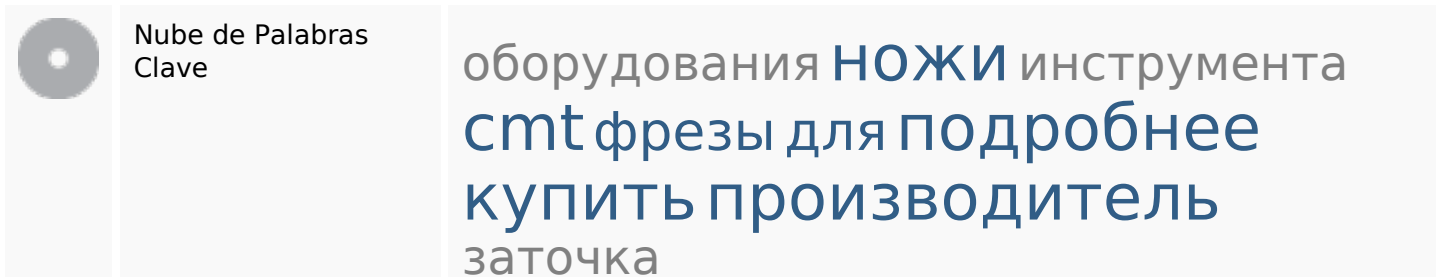 Nube de Palabras
Clave
оборудования ножи инструмента
cmt фрезы для подробнее
купить производитель
заточка